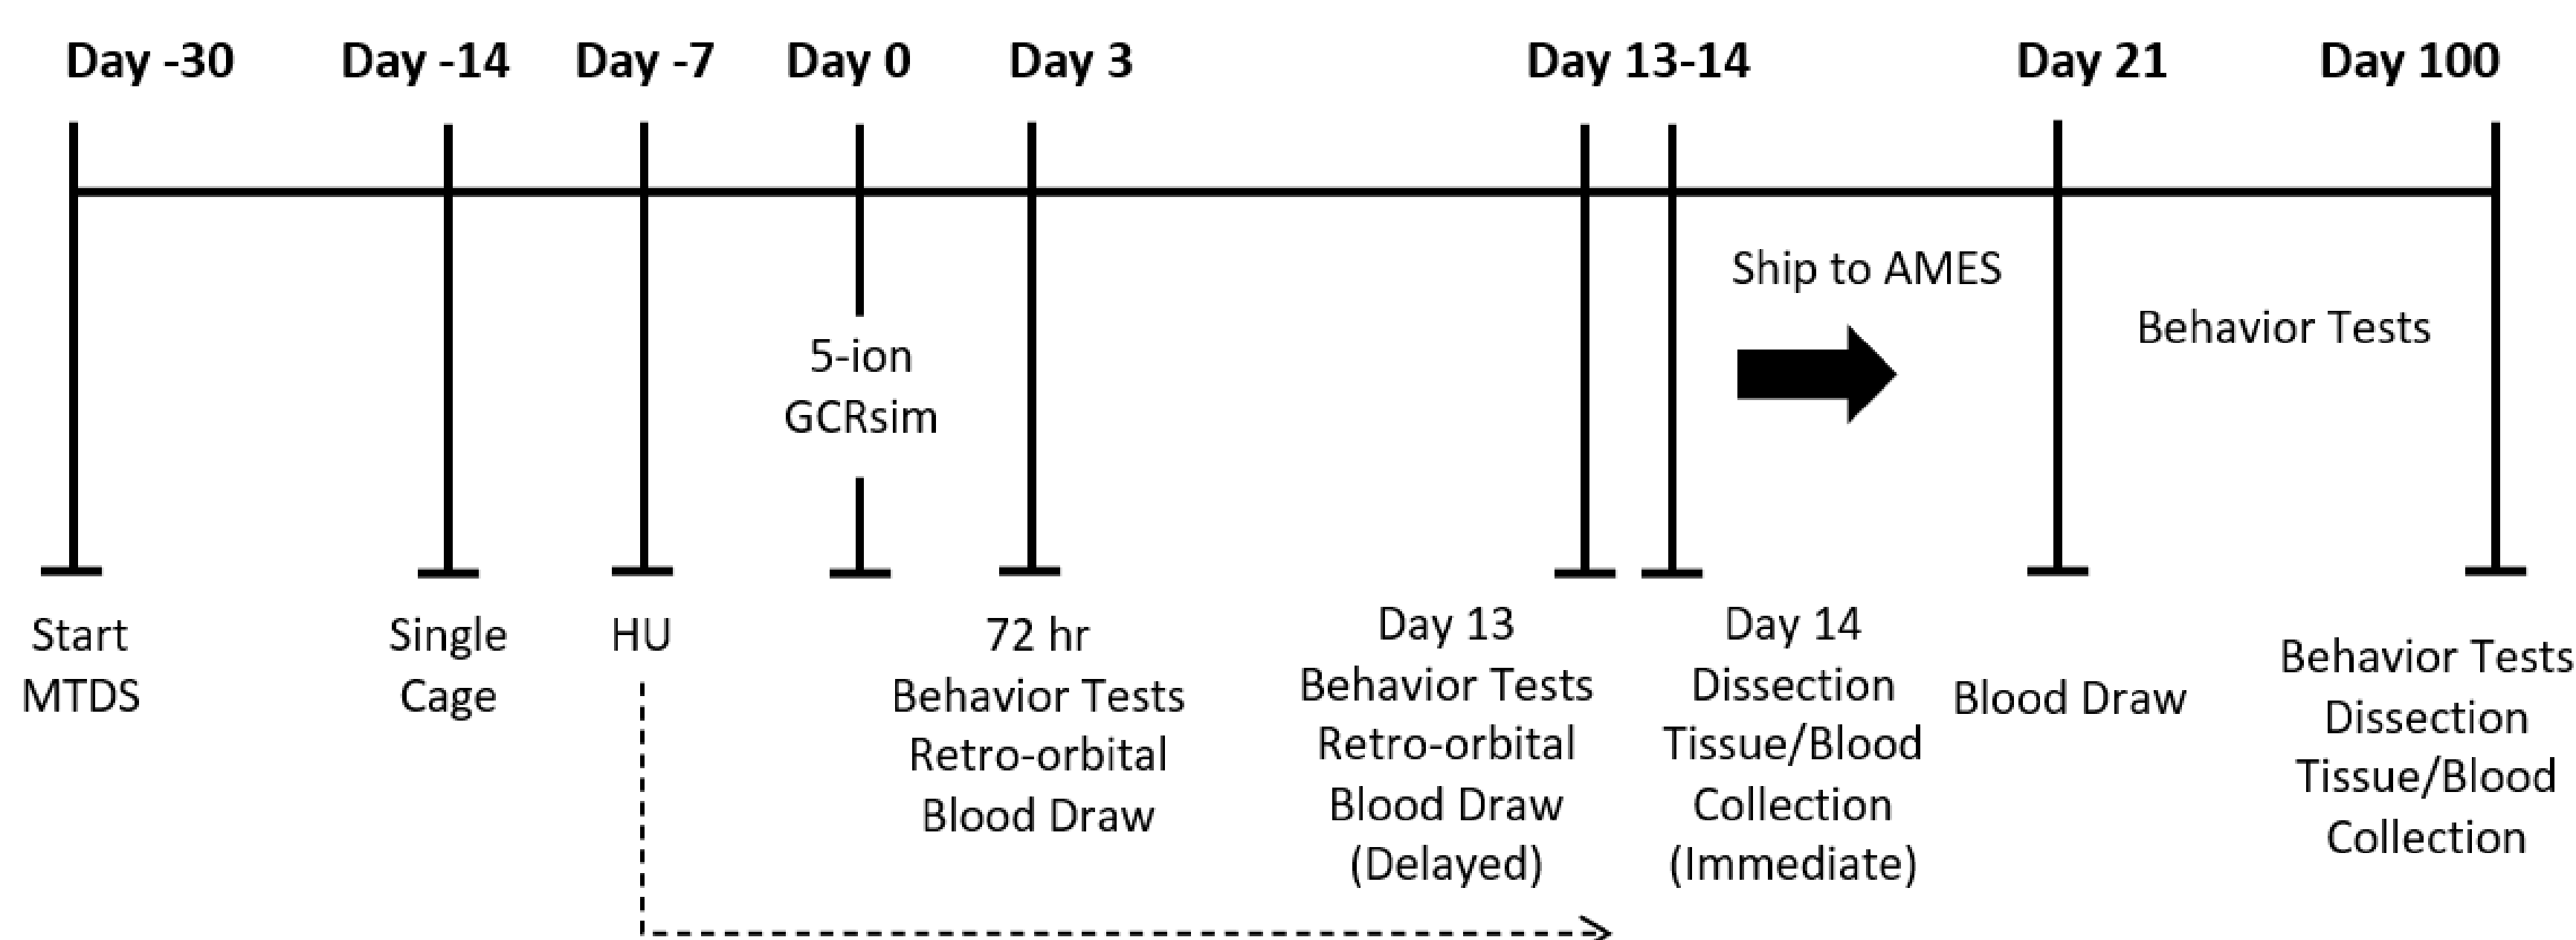 Day -30
Day -14
Day -7
Day 0
Day 3
Day 13-14
Day 21
Day 100
5-ion
GCRsim
Ship to AMES
Behavior Tests
Start
MTDS
Single
Cage
HU
72 hr
Behavior Tests
Retro-orbital
Blood Draw
Day 13
Behavior Tests
Retro-orbital
Blood Draw
(Delayed)
Day 14
Dissection
Tissue/Blood
Collection
(Immediate)
Blood Draw
Behavior Tests
Dissection
Tissue/Blood
Collection